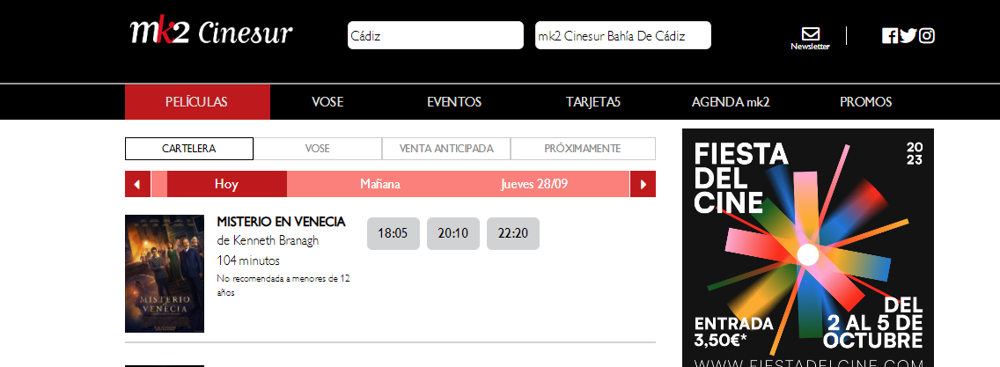 mk2 Cinesur
Cádiz
mk2 Cinesur Bahía De Cádiz
Newsletter
PELÍCULAS
VOSE
EVENTOS
TARJETA5
AGENDA mk2
PROMOS
CARTELERA
VOSE
VENTA ANTICIPADA
PRÓXIMAMENTE
Hoy
Mañana
Jueves 28/09
MISTERIO EN VENECIA
de Kenneth Branagh
104 minutos
No recomendada a menores de 12
años
18:05
20:10
22:20
MISTERIO
EN
VENECIA
FIESTA
DEL
CINE
20
23
ENTRADA
3,50€*
DEL
2 AL 5 DE
OCTUBRE
WWW.FIESTADELCINE.COM